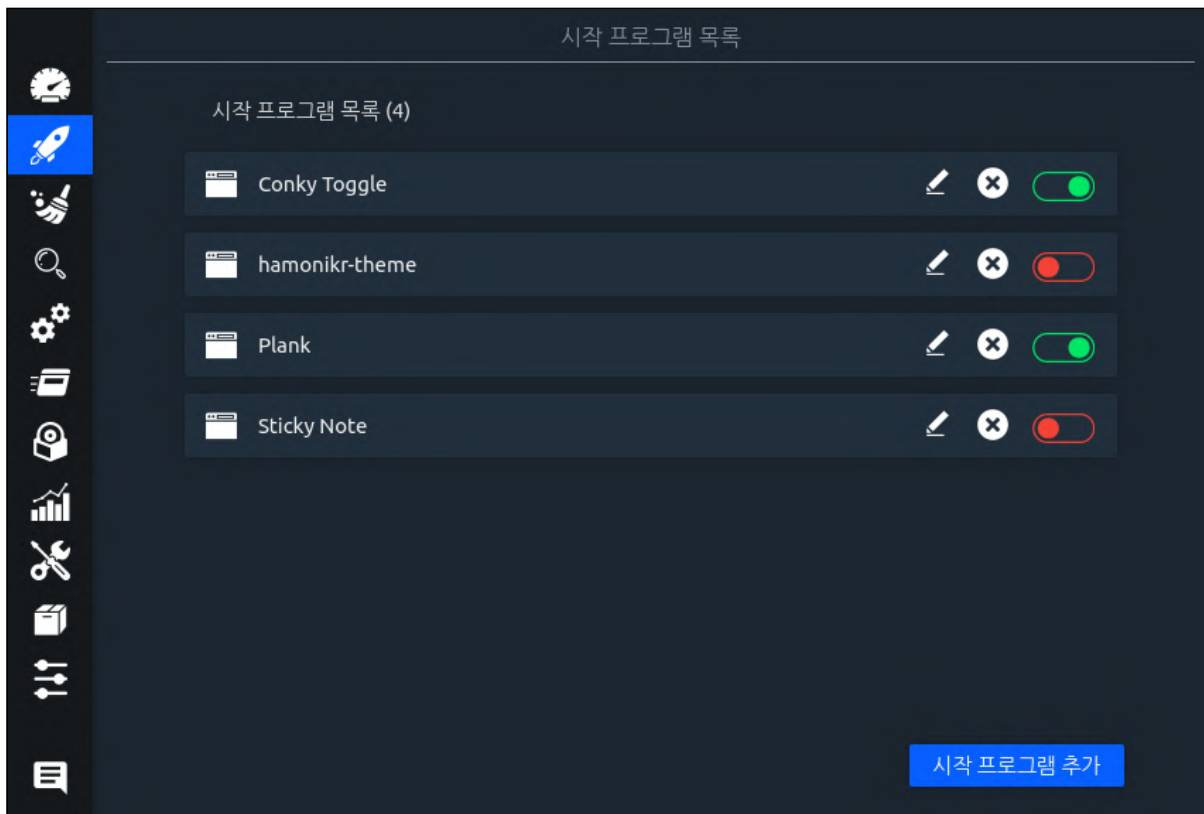 시작 프로그램 목록
시작 프로그램 목록 (4)
Conky Toggle
hamonikr-theme
Plank
Sticky Note
시작 프로그램 추가